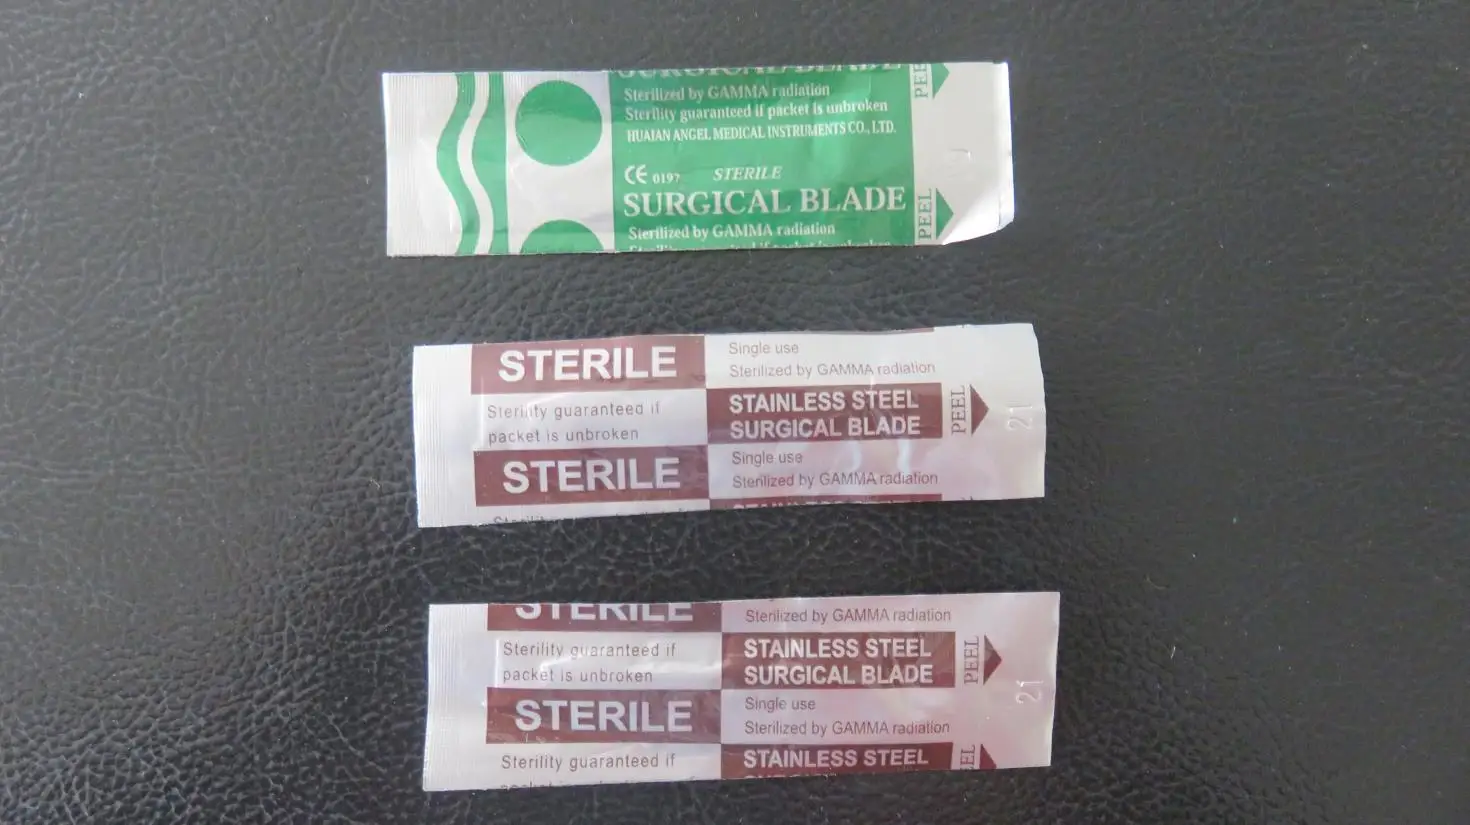 SURGICAL BLADE
Sterilized by GAMMA radiation
Sterility guaranteed if packet is unbroken
HUAIAN ANGEL MEDICAL INSTRUMENTS CO., LTD.
CE 0197 STERILE
SURGICAL BLADE
Sterilized by GAMMA radiation
PEEL
PEEL
STERILE
Single use
Sterilized by GAMMA radiation
Sterility guaranteed if
packet is unbroken
STAINLESS STEEL
SURGICAL BLADE
PEEL
21
STERILE
Single use
Sterilized by GAMMA radiation
STERILE
Sterilized by GAMMA radiation
Sterility guaranteed if
packet is unbroken
STAINLESS STEEL
SURGICAL BLADE
PEEL
21
STERILE
Single use
Sterilized by GAMMA radiation
Sterility guaranteed if
STAINLESS STEEL